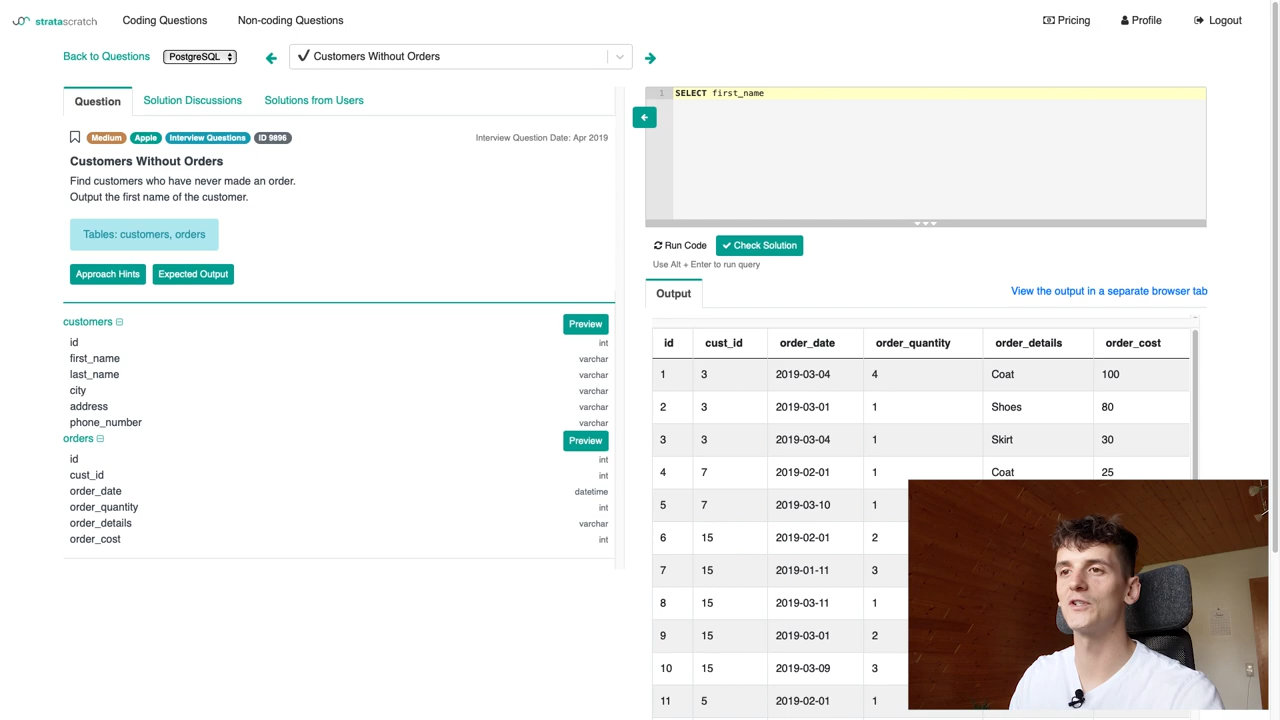 stratascratch Coding Questions Non-coding Questions Pricing Profile Logout
Back to Questions PostgreSQL Customers Without Orders
Question Solution Discussions Solutions from Users
Medium Apple Interview Questions ID 9896 Interview Question Date: Apr 2019
Customers Without Orders
Find customers who have never made an order.
Output the first name of the customer.
Tables: customers, orders
Approach Hints Expected Output
customers Preview
id int
first_name varchar
last_name varchar
city varchar
address varchar
phone_number varchar
orders Preview
id int
cust_id int
order_date datetime
order_quantity int
order_details varchar
order_cost int
1 SELECT first_name
Run Code Check Solution
Use Alt + Enter to run query
Output View the output in a separate browser tab
id cust_id order_date order_quantity order_details order_cost
1 3 2019-03-04 4 Coat 100
2 3 2019-03-01 1 Shoes 80
3 3 2019-03-04 1 Skirt 30
4 7 2019-02-01 1 Coat 25
5 7 2019-03-10 1
6 15 2019-02-01 2
7 15 2019-01-11 3
8 15 2019-03-11 1
9 15 2019-03-01 2
10 15 2019-03-09 3
11 5 2019-02-01 1